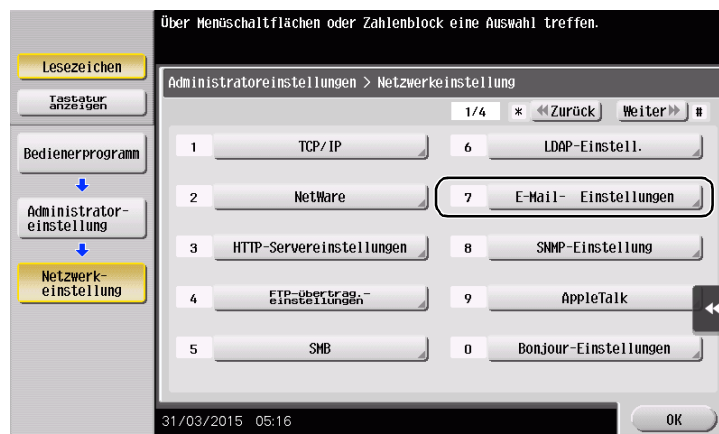 Über Menüschaltflächen oder Zahlenblock eine Auswahl treffen.
Lesezeichen
Tastatur
anzeigen
Bedienerprogramm
Administrator-
einstellung
Netzwerk-
einstellung
Administratoreinstellungen > Netzwerkeinstellung
1/4 * Zurück Weiter #
1 TCP/IP
2 NetWare
3 HTTP-Servereinstellungen
4 FTP-Übertrag.-
einstellungen
5 SMB
6 LDAP-Einstell.
7 E-Mail- Einstellungen
8 SNMP-Einstellung
9 AppleTalk
0 Bonjour-Einstellungen
31/03/2015 05:16
OK